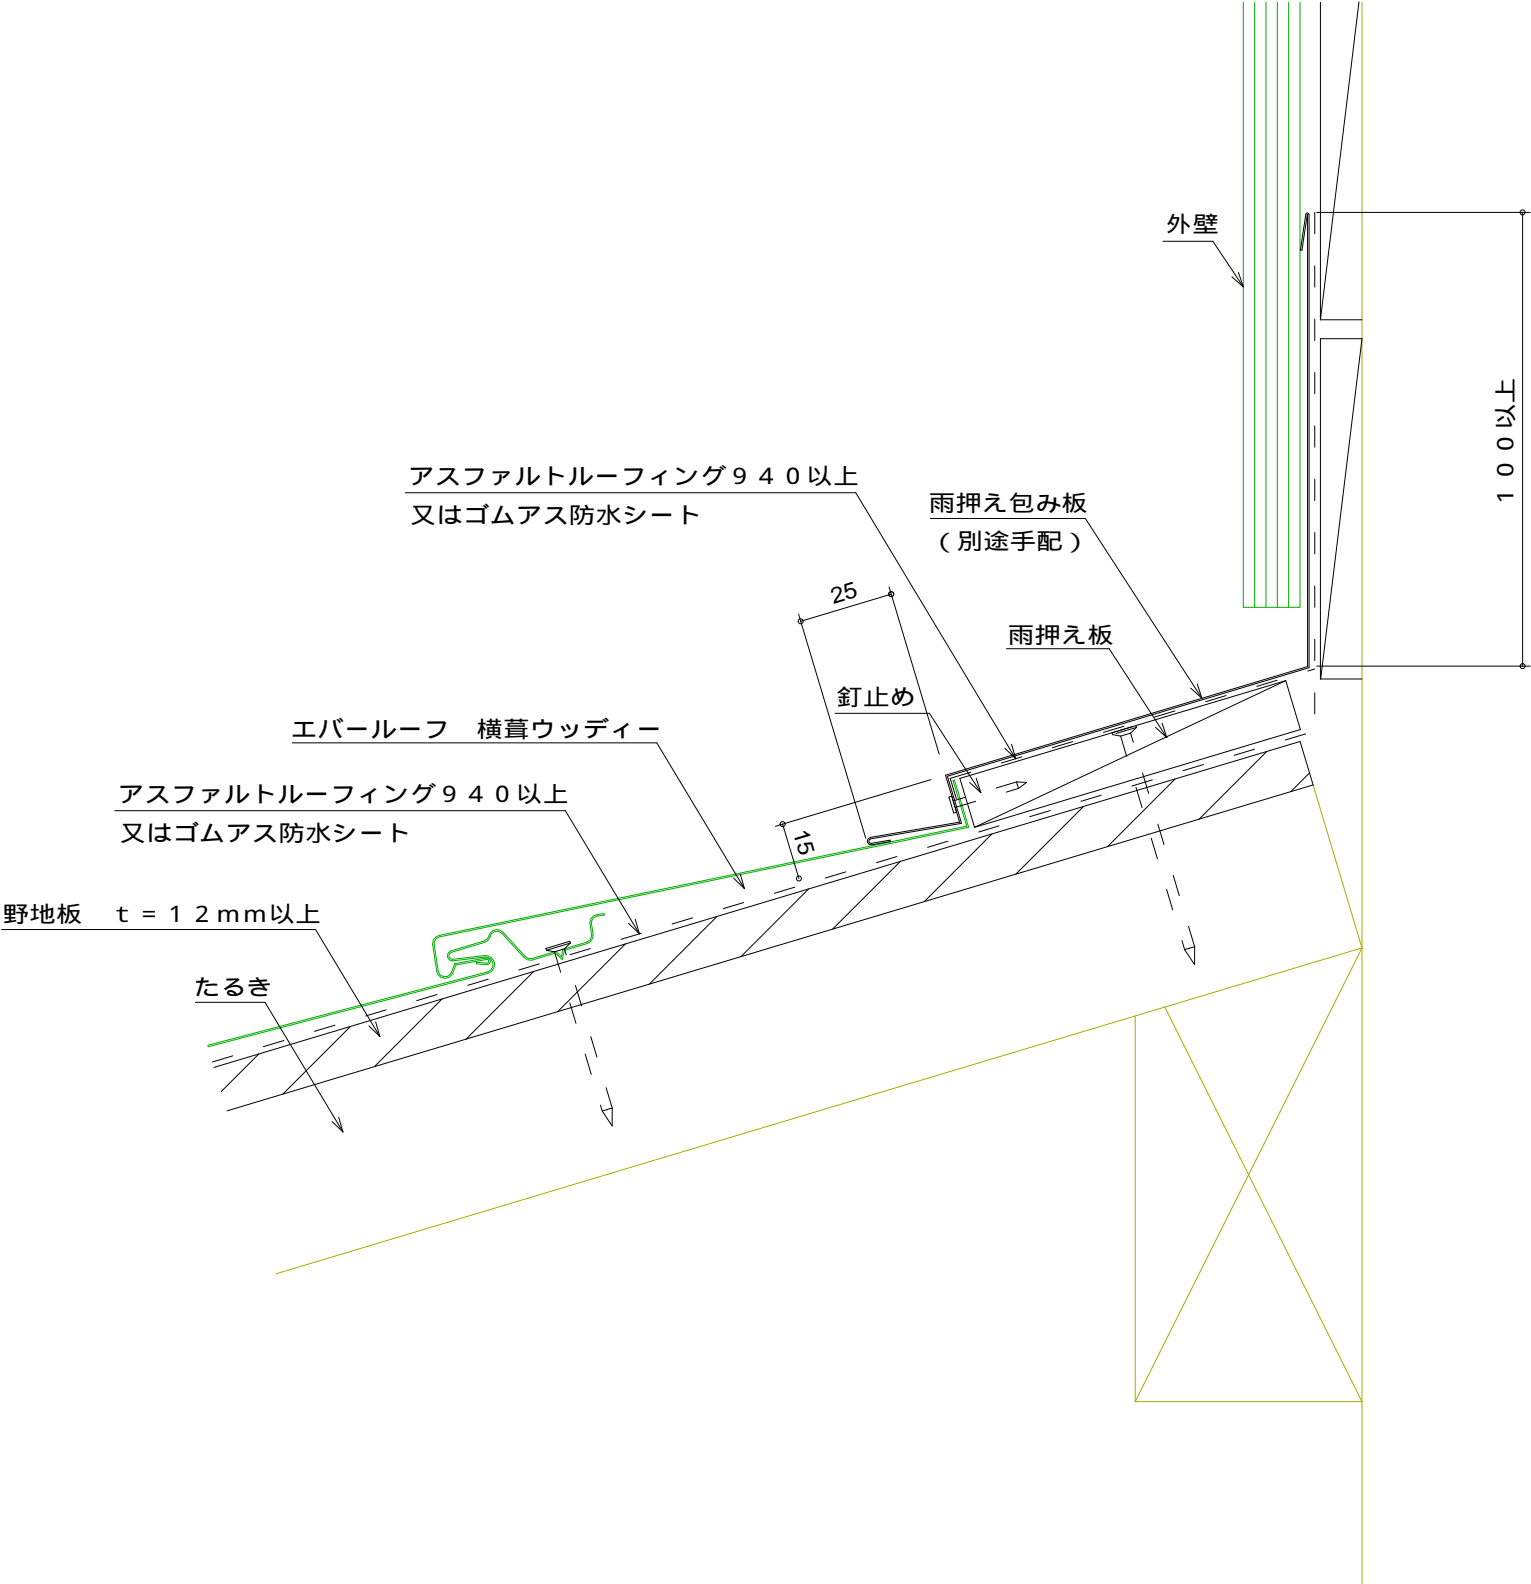 外壁
１００以上
アスファルトルーフィング９４０以上
又はゴムアス防水シート
雨押え包み板
（別途手配）
25
雨押え板
釘止め
エバールーフ　横葺ウッディー
アスファルトルーフィング９４０以上
又はゴムアス防水シート
15
野地板　ｔ＝１２ｍｍ以上
たるき